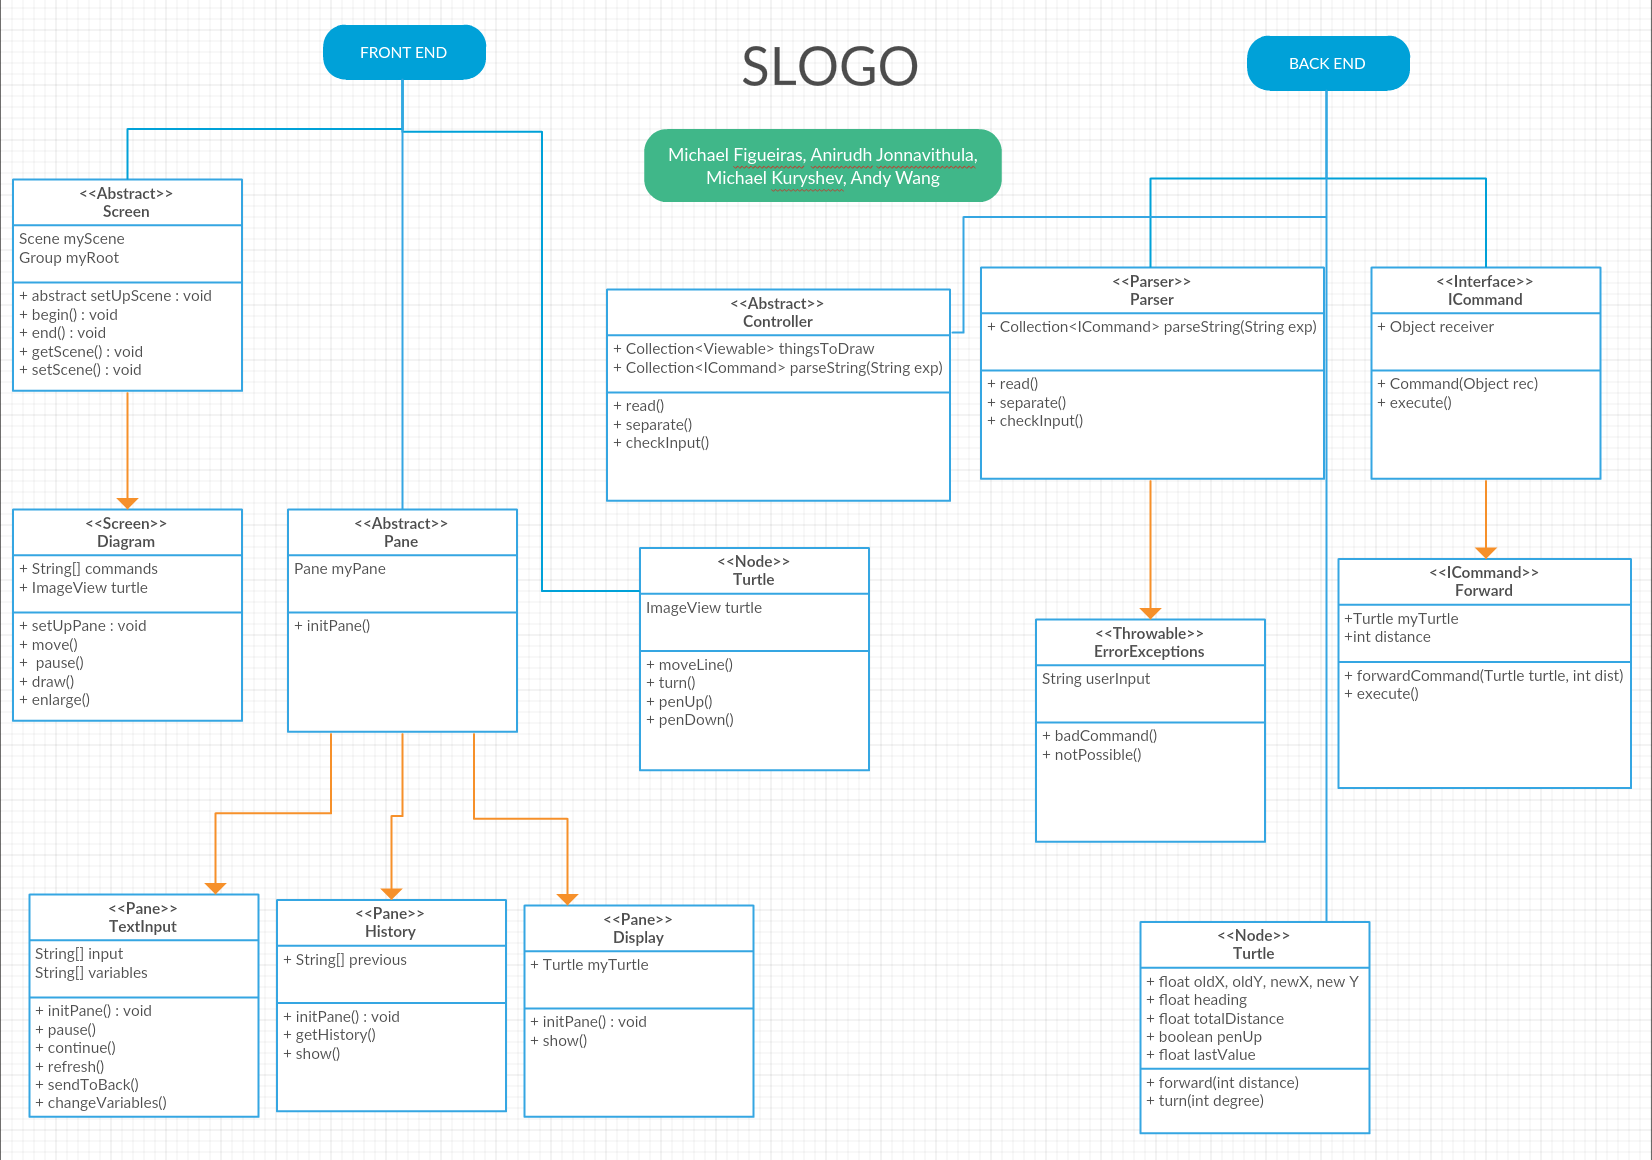 FRONT END
SLOGO
BACK END
Michael Figueiras, Anirudh Jonnavithula,
Michael Kuryshev, Andy Wang
<<Abstract>>
Screen
Scene myScene
Group myRoot
+ abstract setUpScene : void
+ begin() : void
+ end() : void
+ getScene() : void
+ setScene() : void
<<Abstract>>
Controller
+ Collection<Viewable> thingsToDraw
+ Collection<ICommand> parseString(String exp)
+ read()
+ separate()
+ checkInput()
<<Parser>>
Parser
+ Collection<ICommand> parseString(String exp)
+ read()
+ separate()
+ checkInput()
<<Interface>>
ICommand
+ Object receiver
+ Command(Object rec)
+ execute()
<<Screen>>
Diagram
+ String[] commands
+ ImageView turtle
+ setUpPane : void
+ move()
+  pause()
+ draw()
+ enlarge()
<<Abstract>>
Pane
Pane myPane
+ initPane()
<<Node>>
Turtle
ImageView turtle
+ moveLine()
+ turn()
+ penUp()
+ penDown()
<<Throwable>>
ErrorExceptions
String userInput
+ badCommand()
+ notPossible()
<<ICommand>>
Forward
+Turtle myTurtle
+int distance
+ forwardCommand(Turtle turtle, int dist)
+ execute()
<<Pane>>
TextInput
String[] input
String[] variables
+ initPane() : void
+ pause()
+ continue()
+ refresh()
+ sendToBack()
+ changeVariables()
<<Pane>>
History
+ String[] previous
+ initPane() : void
+ getHistory()
+ show()
<<Pane>>
Display
+ Turtle myTurtle
+ initPane() : void
+ show()
<<Node>>
Turtle
+ float oldX, oldY, newX, new Y
+ float heading
+ float totalDistance
+ boolean penUp
+ float lastValue
+ forward(int distance)
+ turn(int degree)